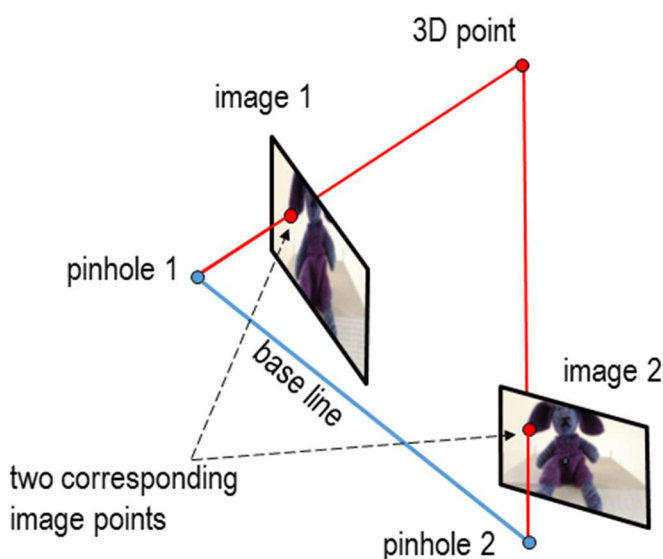 3D point
image 1
pinhole 1
base line
image 2
two corresponding
image points
pinhole 2